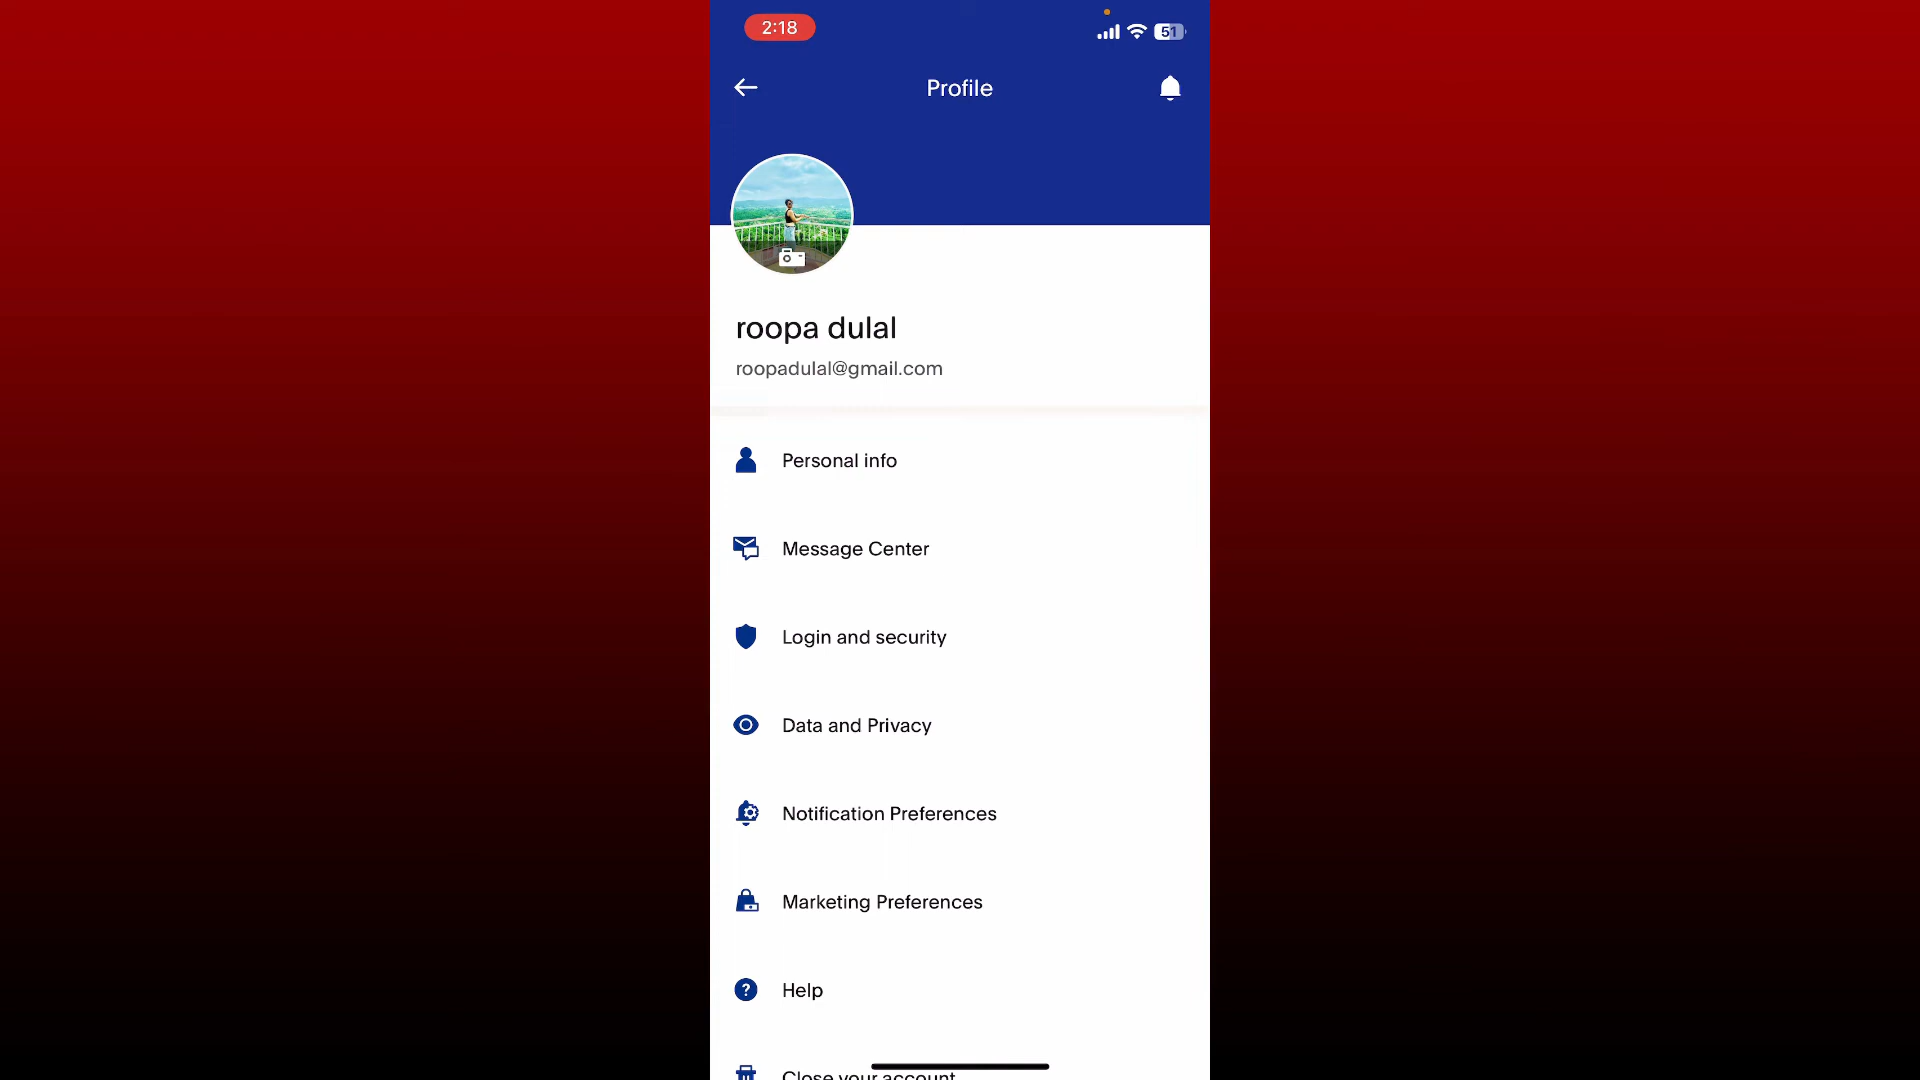 2:18
51
Profile
roopa dulal
roopadulal@gmail.com
Personal info
Message Center
Login and security
Data and Privacy
Notification Preferences
Marketing Preferences
Help
Close your account